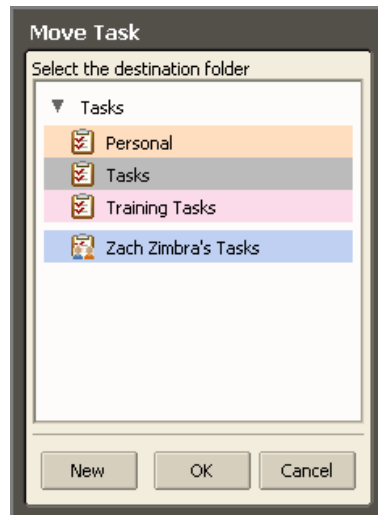 Move Task
Select the destination folder
Tasks
Personal
Tasks
Training Tasks
Zach Zimbra's Tasks
New OK Cancel